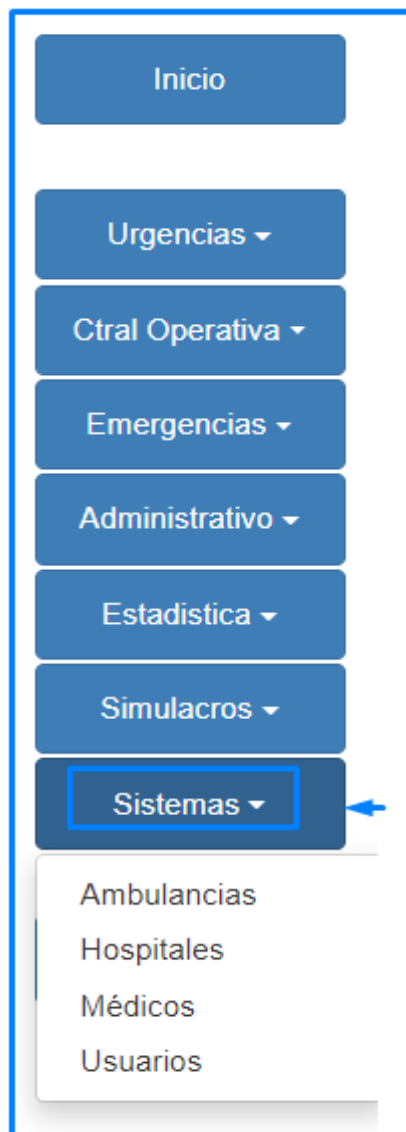 Inicio
Urgencias
Ctral Operativa
Emergencias
Administrativo
Estadistica
Simulacros
Sistemas
Ambulancias
Hospitales
Médicos
Usuarios